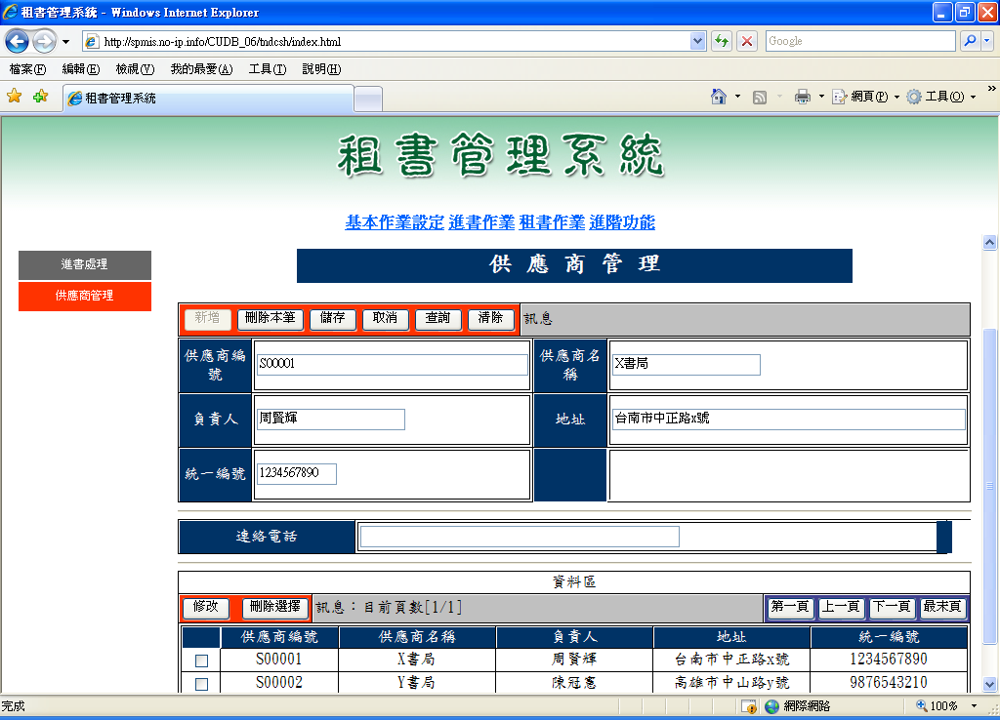 租書管理系統 - Windows Internet Explorer
http://spmis.no-ip.info/CUDB_06/tndcsh/index.html
Google
檔案(F) 編輯(E) 檢視(V) 我的最愛(A) 工具(T) 說明(H)
租書管理系統
網頁(P) 工具(O) »
租書管理系統
基本作業設定 進書作業 租書作業 進階功能
進書處理
供應商管理
供應商管理
新增 刪除本筆 儲存 取消 查詢 清除 訊息
供應商編號 S00001 供應商名稱 X書局
負責人 周賢輝 地址 台南市中正路x號
統一編號 1234567890
連絡電話
資料區
修改 刪除選擇 訊息：目前頁數[1/1] 第一頁 上一頁 下一頁 最末頁
供應商編號 供應商名稱 負責人 地址 統一編號
S00001 X書局 周賢輝 台南市中正路x號 1234567890
S00002 Y書局 陳冠憲 高雄市中山路y號 9876543210
完成 網際網路 100%